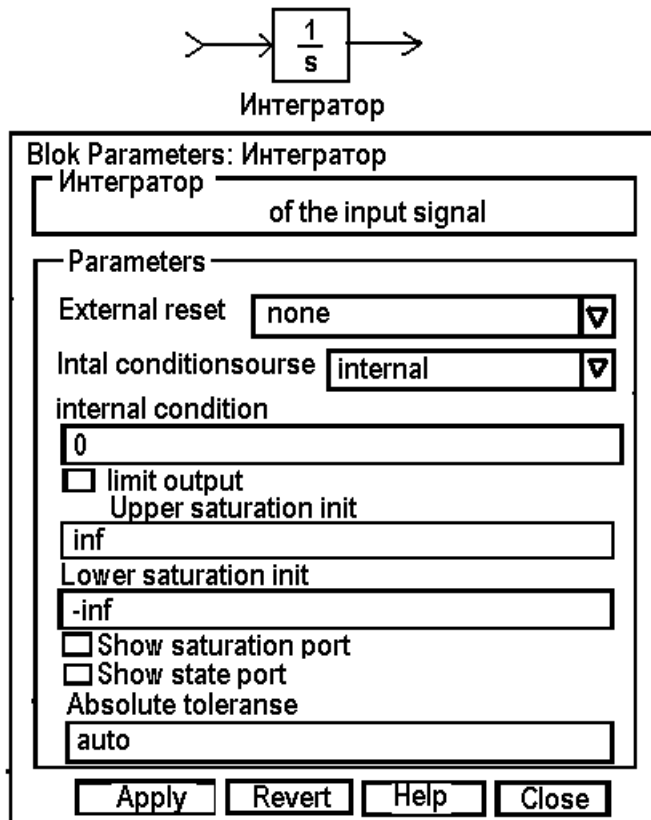 1
s
Интегратор
Blok Parameters: Интегратор
Интегратор
of the input signal
Parameters
External reset none
Intal conditionsourse internal
internal condition
0
limit output
Upper saturation init
inf
Lower saturation init
-inf
Show saturation port
Show state port
Absolute toleranse
auto
Apply Revert Help Close